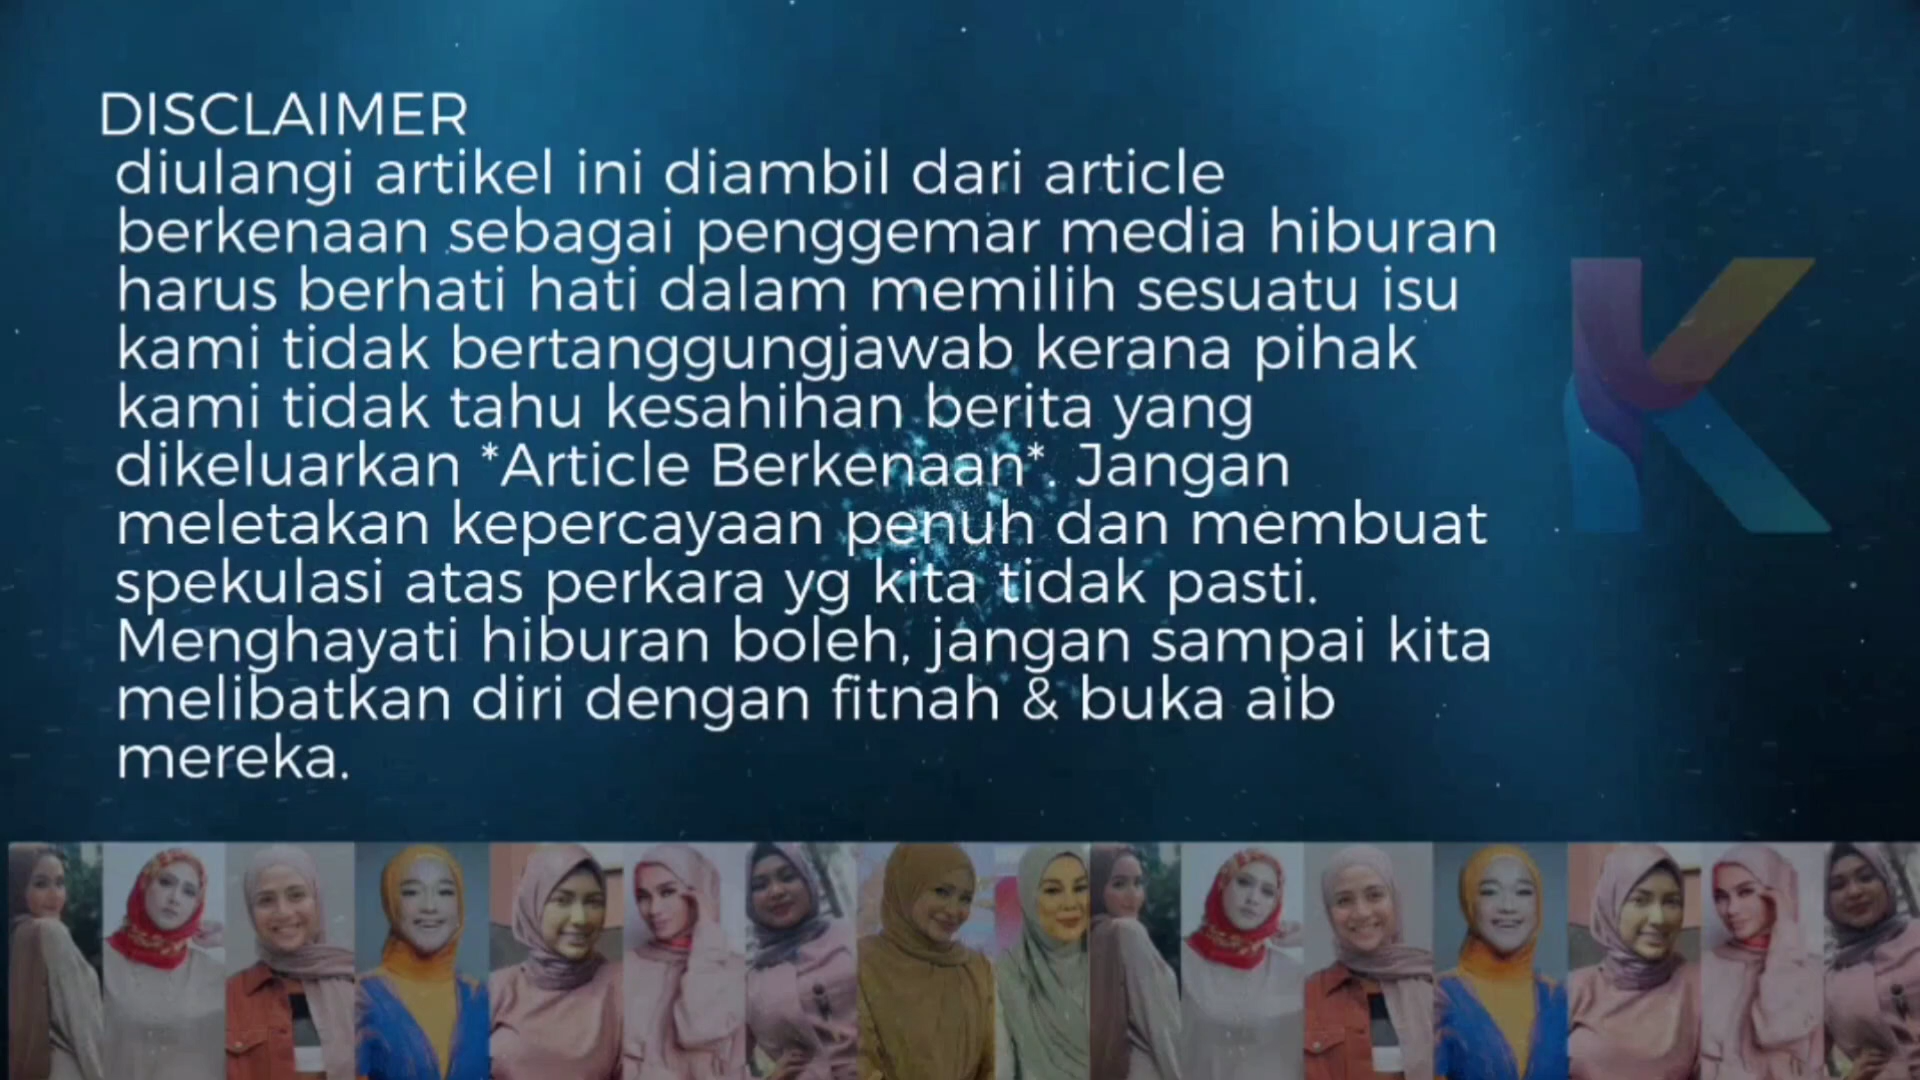 DISCLAIMER
diulangi artikel ini diambil dari article
berkenaan sebagai penggemar media hiburan
harus berhati hati dalam memilih sesuatu isu
kami tidak bertanggungjawab kerana pihak
kami tidak tahu kesahihan berita yang
dikeluarkan *Article Berkenaan*. Jangan
meletakan kepercayaan penuh dan membuat
spekulasi atas perkara yg kita tidak pasti.
Menghayati hiburan boleh, jangan sampai kita
melibatkan diri dengan fitnah & buka aib
mereka.
K